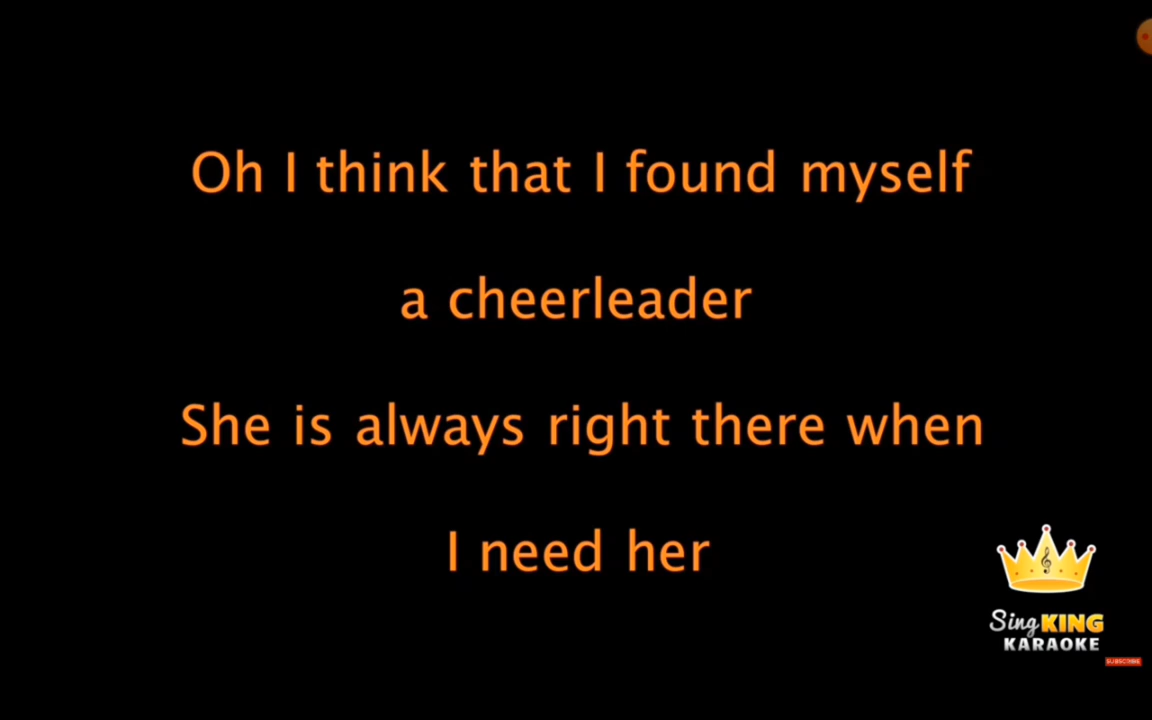 Oh I think that I found myself
a cheerleader
She is always right there when
I need her
Sing KING
KARAOKE
SUBSCRIBE